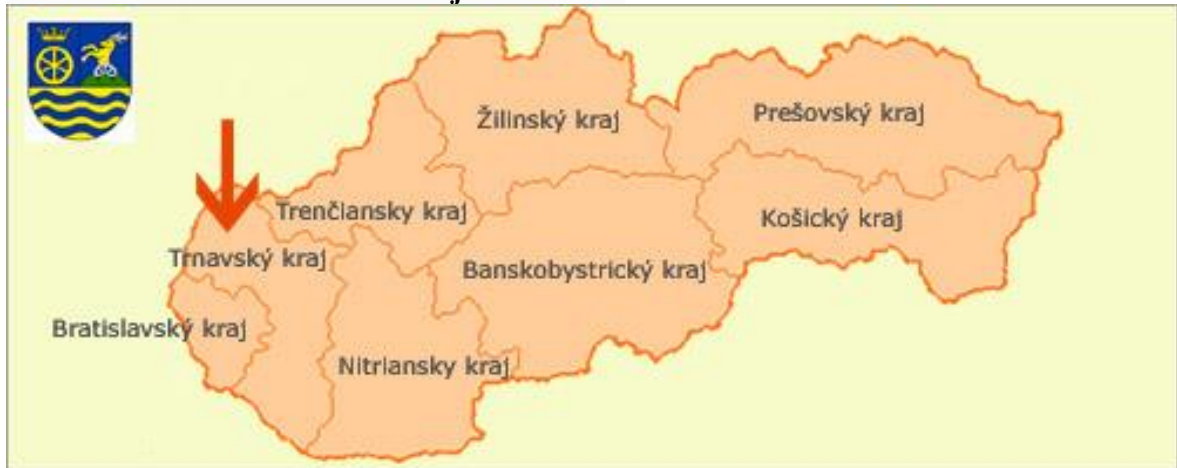 Žilinský kraj
Prešovský kraj
Trenčiansky kraj
Košický kraj
Trnavský kraj
Banskobystrický kraj
Bratislavský kraj
Nitriansky kraj